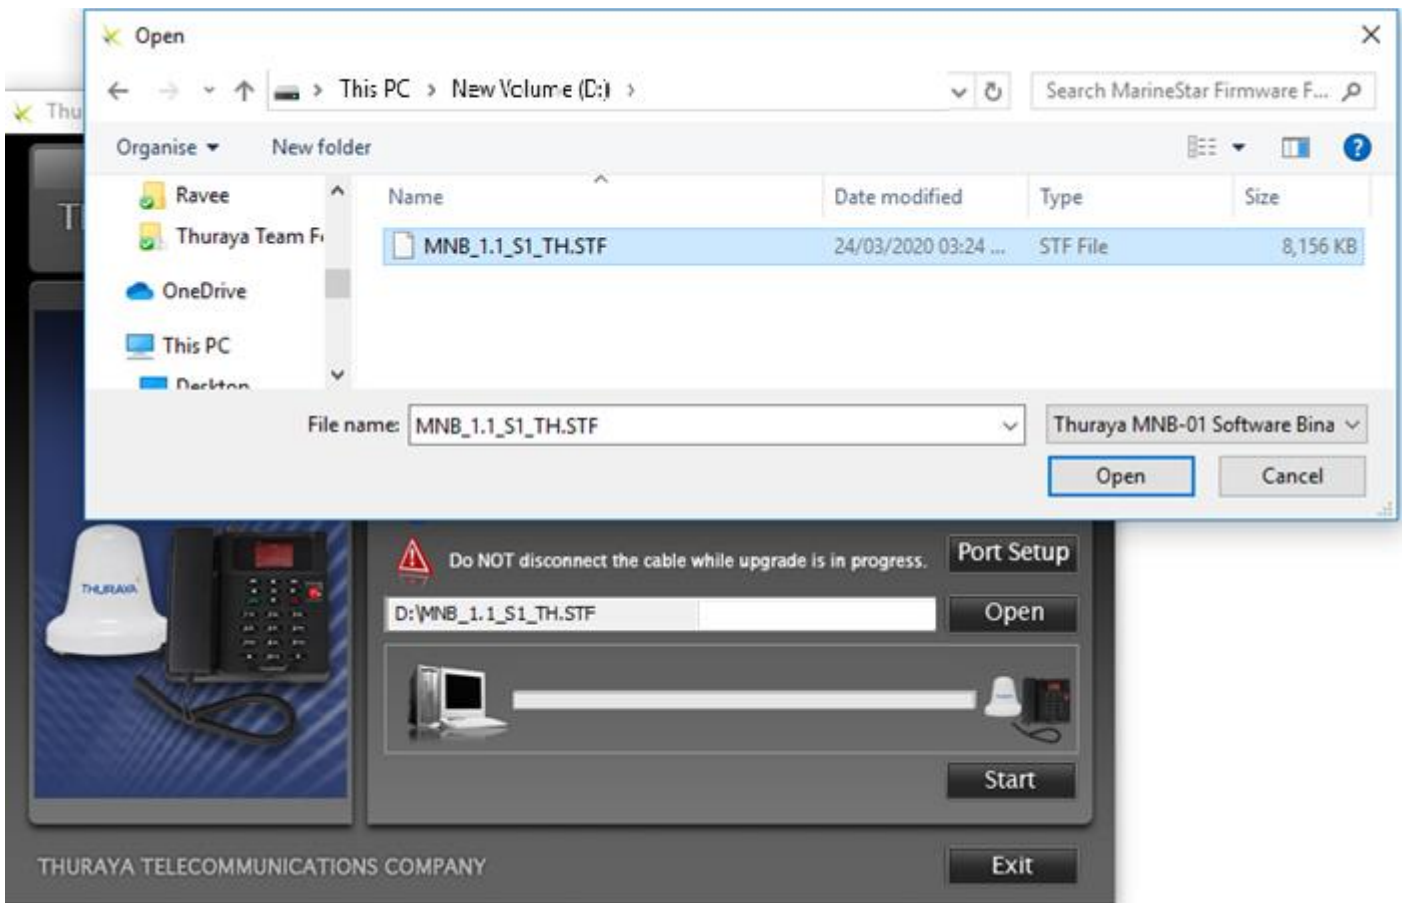 Open
This PC > New Volume (D:) >
Search MarineStar Firmware F...
Thu
Organise
New folder
Ravee
Thuraya Team F
OneDrive
This PC
Desktop
Name
Date modified
Type
Size
MNB_1.1_S1_TH.STF
24/03/2020 03:24 ...
STF File
8,156 KB
File name:
MNB_1.1_S1_TH.STF
Thuraya MNB-01 Software Bina
Open
Cancel
THURAYA
Do NOT disconnect the cable while upgrade is in progress.
Port Setup
D:\MNB_1.1_S1_TH.STF
Open
Start
THURAYA TELECOMMUNICATIONS COMPANY
Exit